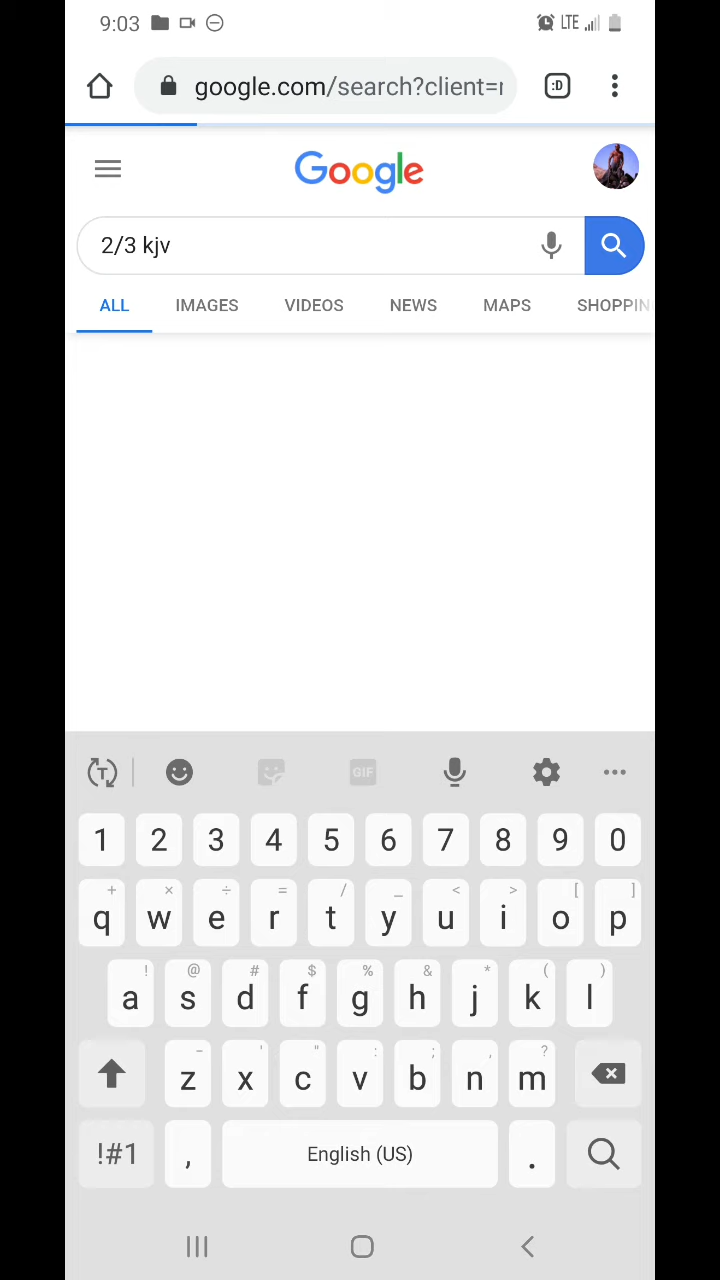 9:03 LTE
google.com/search?client=r :D
Google
2/3 kjv
ALL IMAGES VIDEOS NEWS MAPS SHOPPIN
T GIF
1 2 3 4 5 6 7 8 9 0
+ × ÷ = / _ < > [ ]
q w e r t y u i o p
! @ # $ % & * ( )
a s d f g h j k l
- ' " : ; , ?
z x c v b n m
!#1 , English (US) .